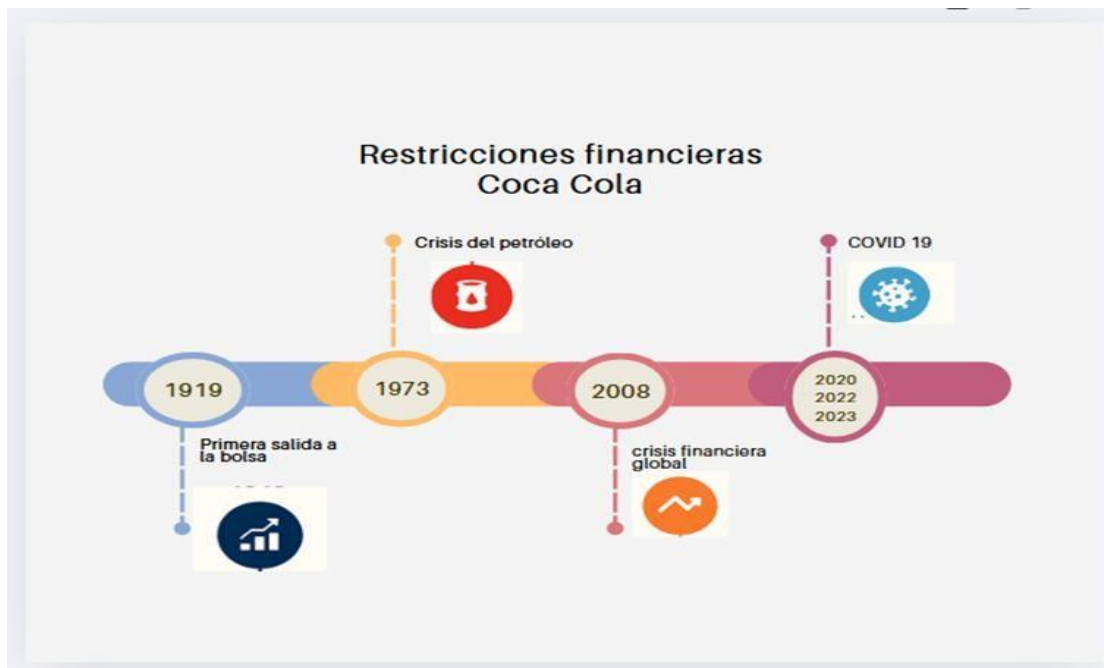 Restricciones financieras
Coca Cola
Crisis del petróleo
COVID 19
1919
1973
2008
2020
2022
2023
Primera salida a
la bolsa
crisis financiera
global